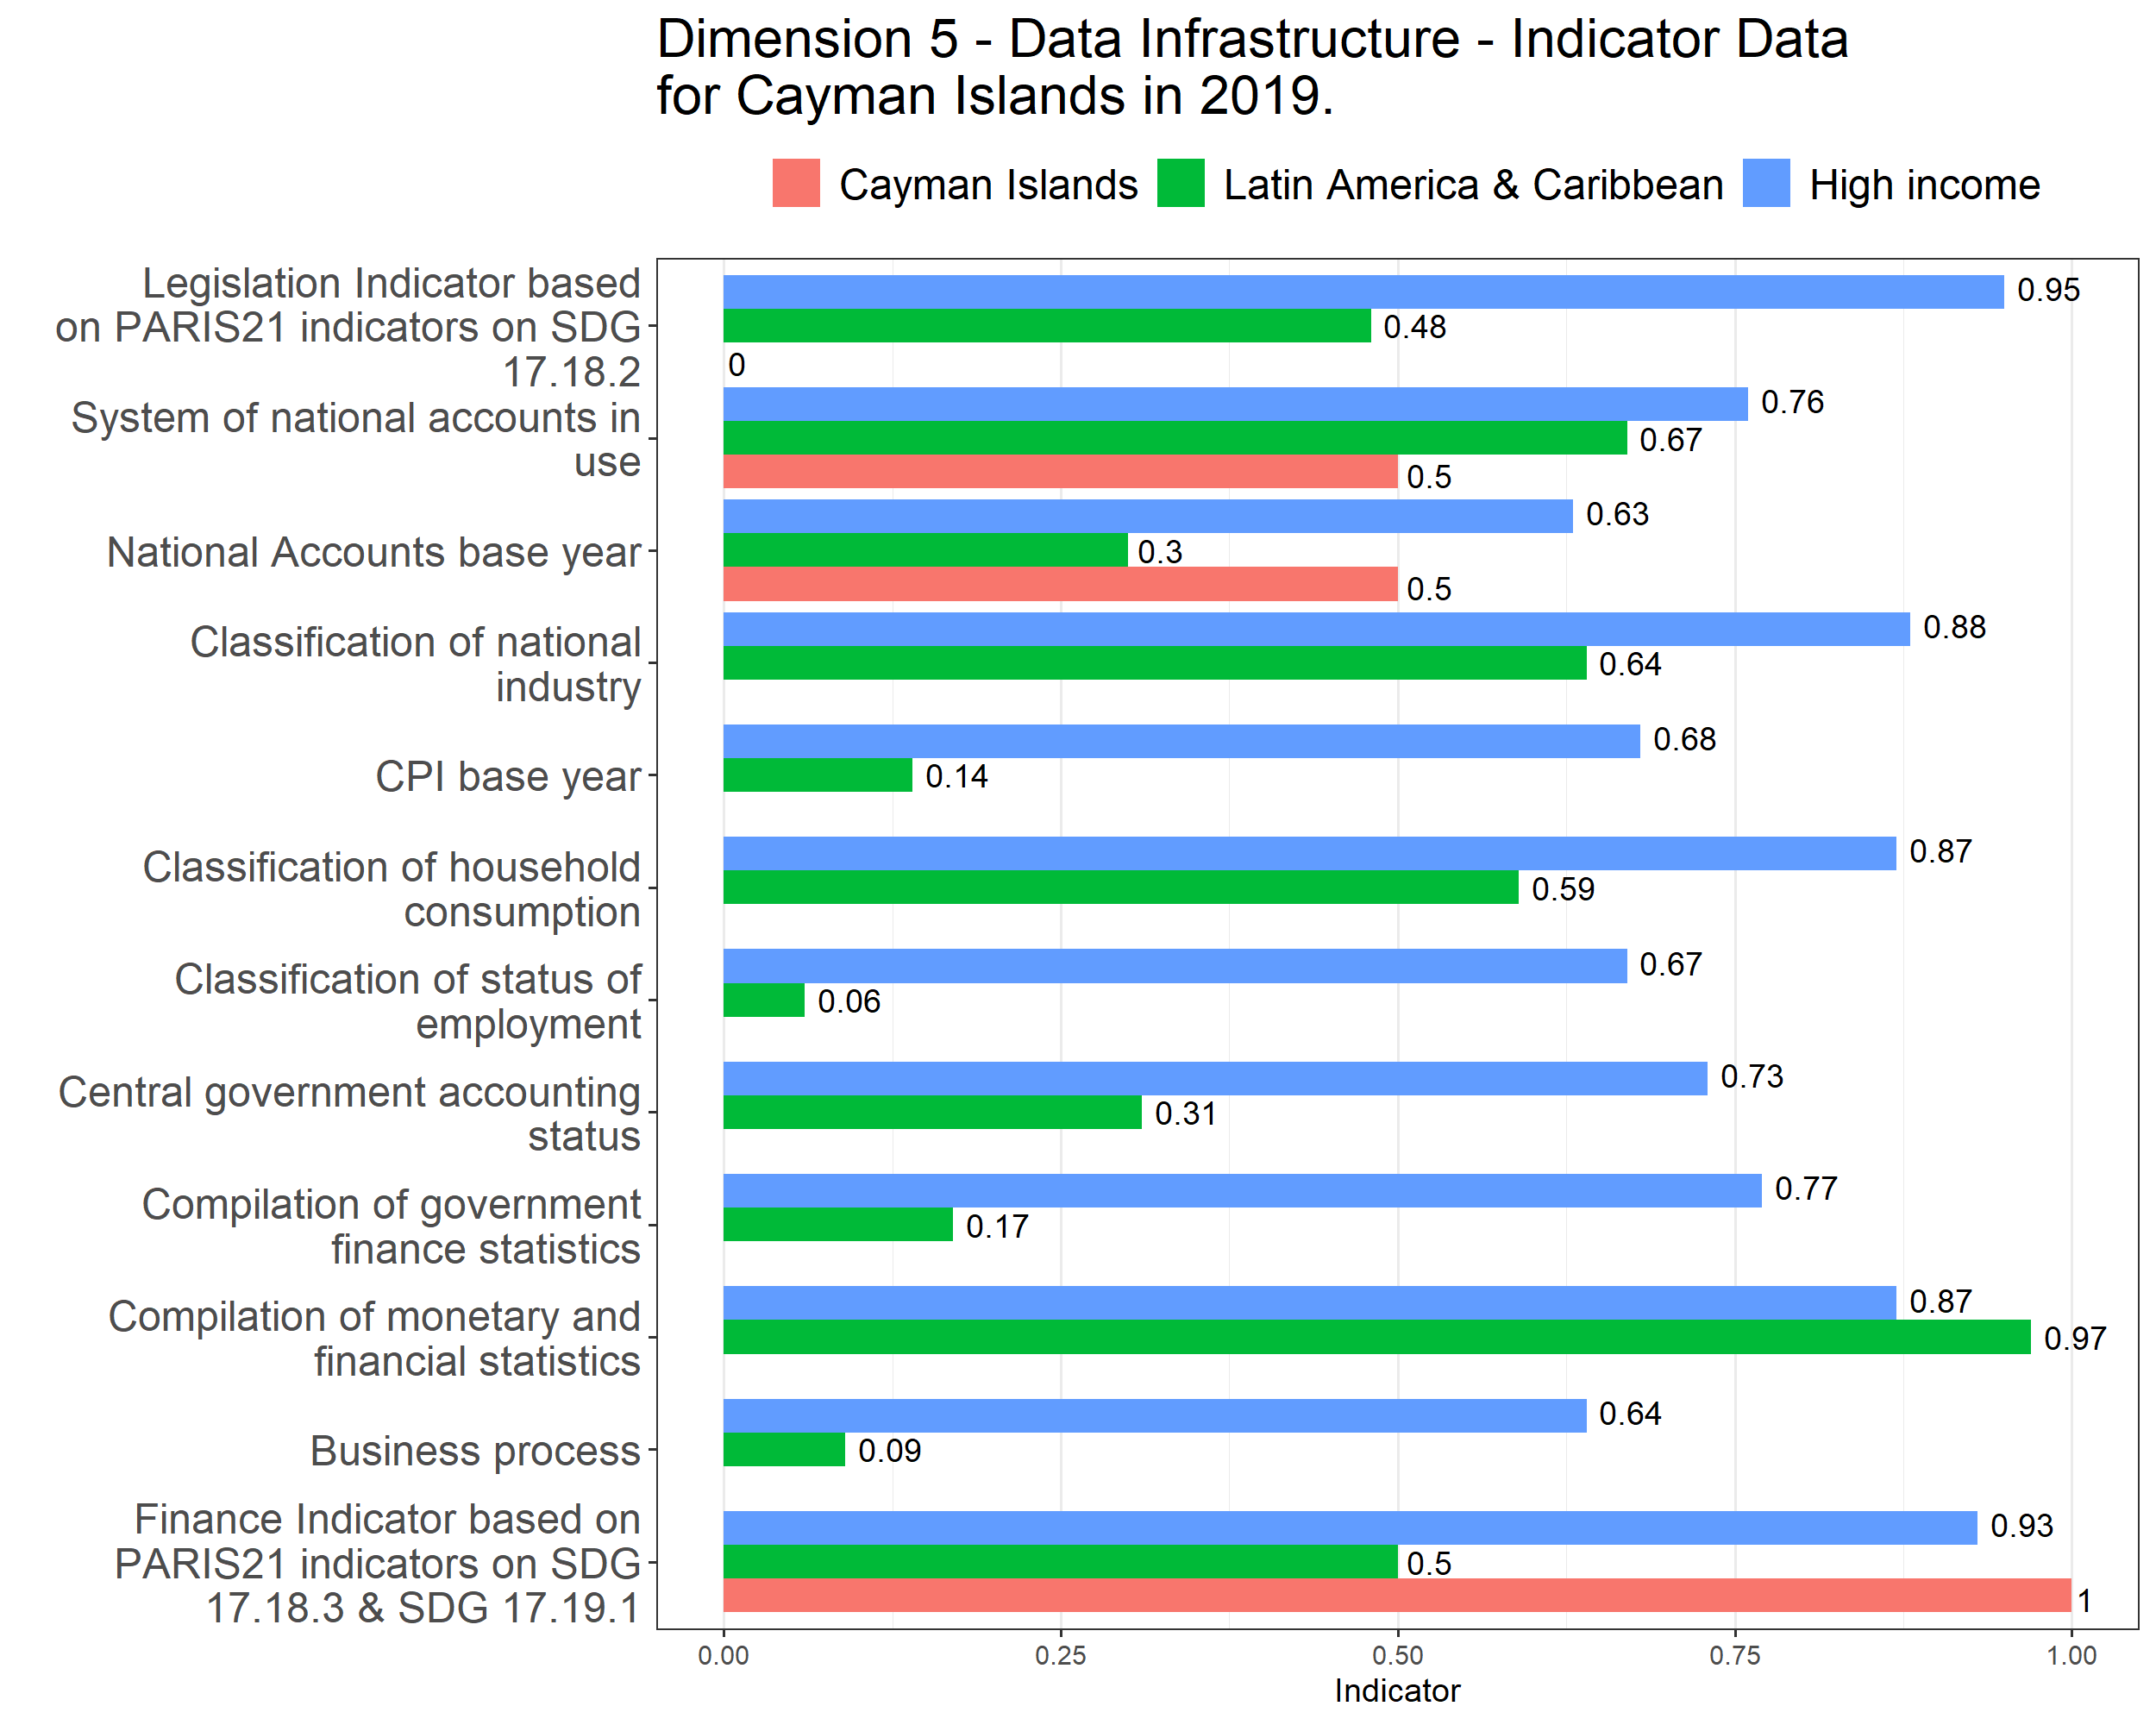 Dimension 5 - Data Infrastructure - Indicator Data
for Cayman Islands in 2019.
Cayman Islands
Latin America & Caribbean
High income
Legislation Indicator based
on PARIS21 indicators on SDG
17.18.2
0.95
0.48
0
System of national accounts in
use
0.76
0.67
0.5
National Accounts base year
0.63
0.3
0.5
Classification of national
industry
0.88
0.64
CPI base year
0.68
0.14
Classification of household
consumption
0.87
0.59
Classification of status of
employment
0.67
0.06
Central government accounting
status
0.73
0.31
Compilation of government
finance statistics
0.77
0.17
Compilation of monetary and
financial statistics
0.87
0.97
Business process
0.64
0.09
Finance Indicator based on
PARIS21 indicators on SDG
17.18.3 & SDG 17.19.1
0.93
0.5
1
0.00
0.25
0.50
0.75
1.00
Indicator